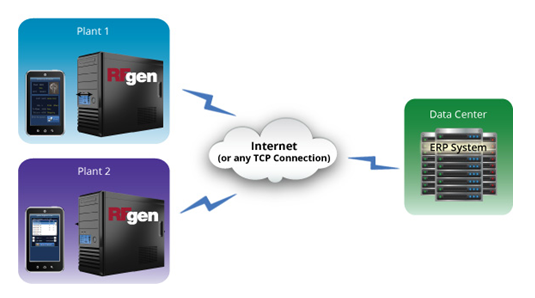 Plant 1
RFgen
Internet
(or any TCP Connection)
Data Center
ERP System
Plant 2
RFgen